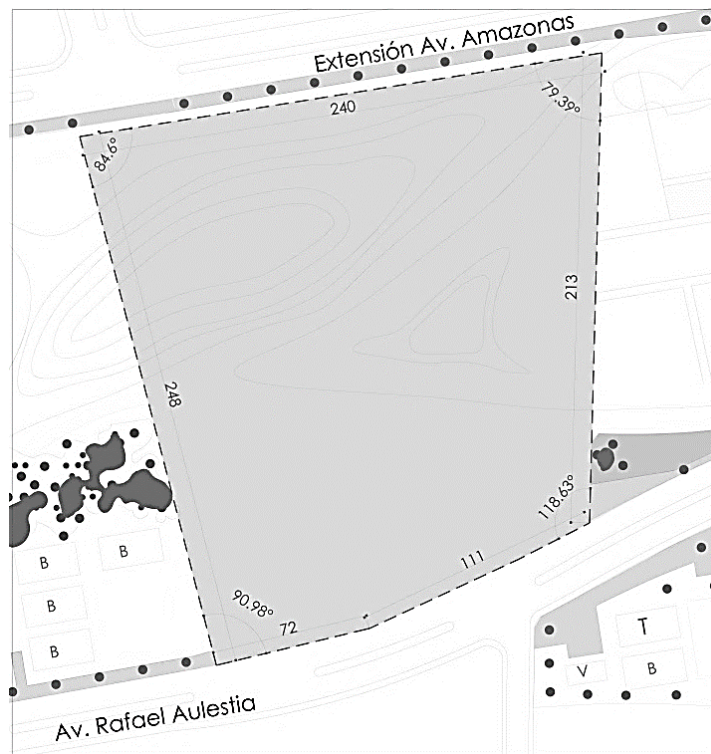 Extensión Av. Amazonas
240
79.39°
84.6°
213
248
118.63°
111
90.98°
72
B
B
B
B
T
V
B
Av. Rafael Aulestia